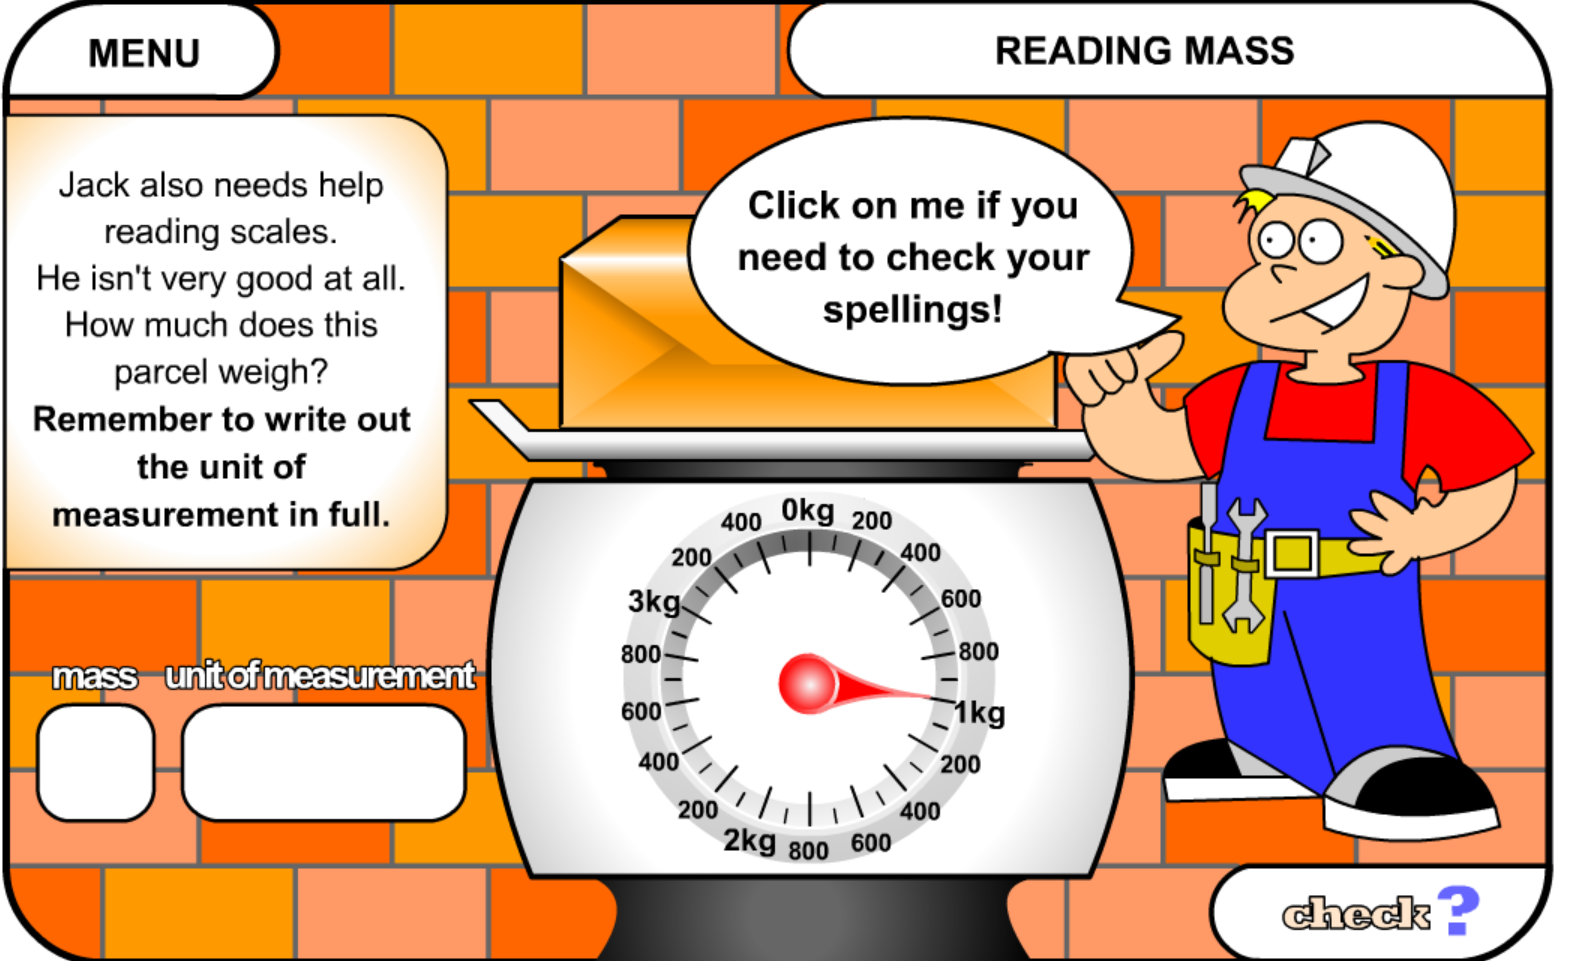 MENU
READING MASS
Jack also needs help
reading scales.
He isn't very good at all.
How much does this
parcel weigh?
Remember to write out
the unit of
measurement in full.
Click on me if you
need to check your
spellings!
mass
unit of measurement
0kg
200
400
600
800
1kg
200
400
600
800
2kg
200
400
600
800
3kg
200
400
check ?